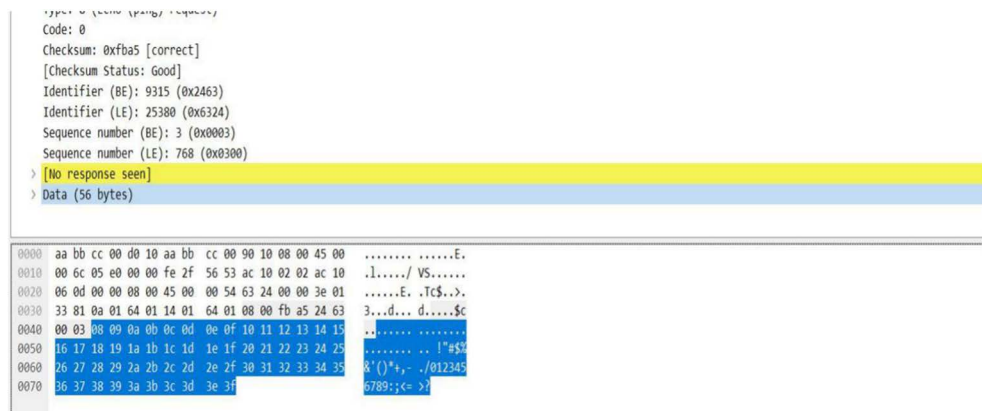 Type: 8 (Echo (ping) request)
Code: 0
Checksum: 0xfba5 [correct]
[Checksum Status: Good]
Identifier (BE): 9315 (0x2463)
Identifier (LE): 25380 (0x6324)
Sequence number (BE): 3 (0x0003)
Sequence number (LE): 768 (0x0300)
> [No response seen]
> Data (56 bytes)
0000 aa bb cc 00 d0 10 aa bb cc 00 90 10 08 00 45 00 ........ ......E.
0010 00 6c 05 e0 00 00 fe 2f 56 53 ac 10 02 02 ac 10 .l...../ VS......
0020 06 0d 00 00 08 00 45 00 00 54 63 24 00 00 3e 01 ......E. .Tc$..>.
0030 33 81 0a 01 64 01 14 01 64 01 08 00 fb a5 24 63 3...d... d.....$c
0040 00 03 08 09 0a 0b 0c 0d 0e 0f 10 11 12 13 14 15 ........ ........
0050 16 17 18 19 1a 1b 1c 1d 1e 1f 20 21 22 23 24 25 ........ .. !"#$%
0060 26 27 28 29 2a 2b 2c 2d 2e 2f 30 31 32 33 34 35 &'()*+,- ./012345
0070 36 37 38 39 3a 3b 3c 3d 3e 3f 6789:;<= >?